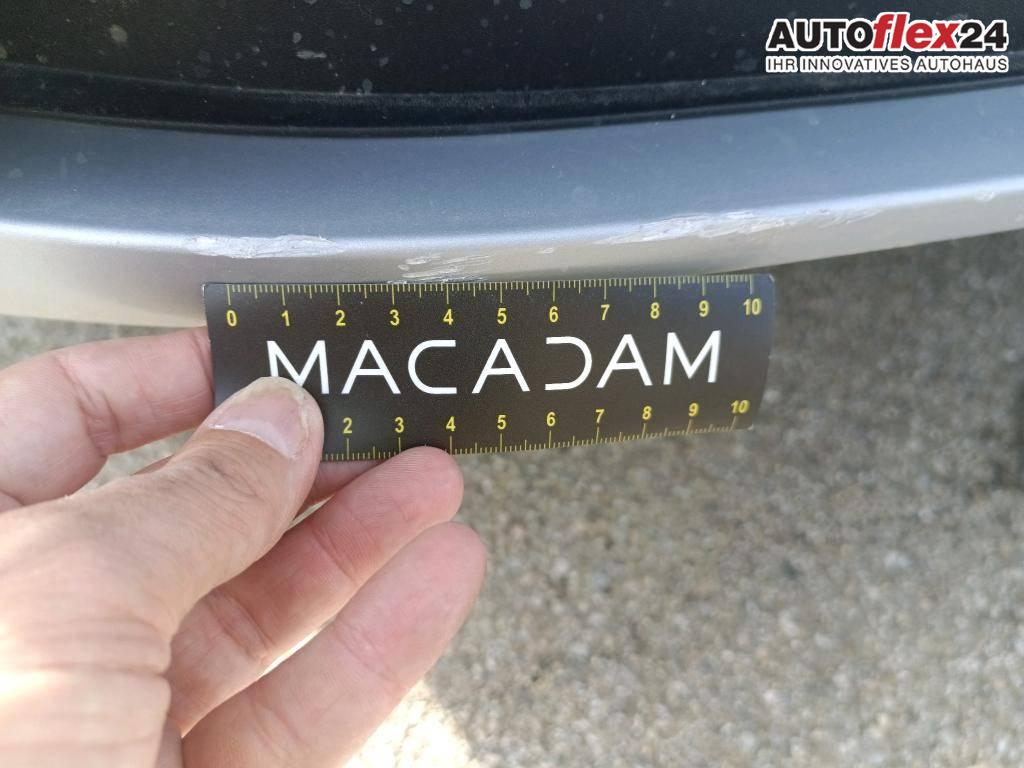 AUTOflex24
IHR INNOVATIVES AUTOHAUS
0 1 2 3 4 5 6 7 8 9 10
MACADAM
2 3 4 5 6 7 8 9 10